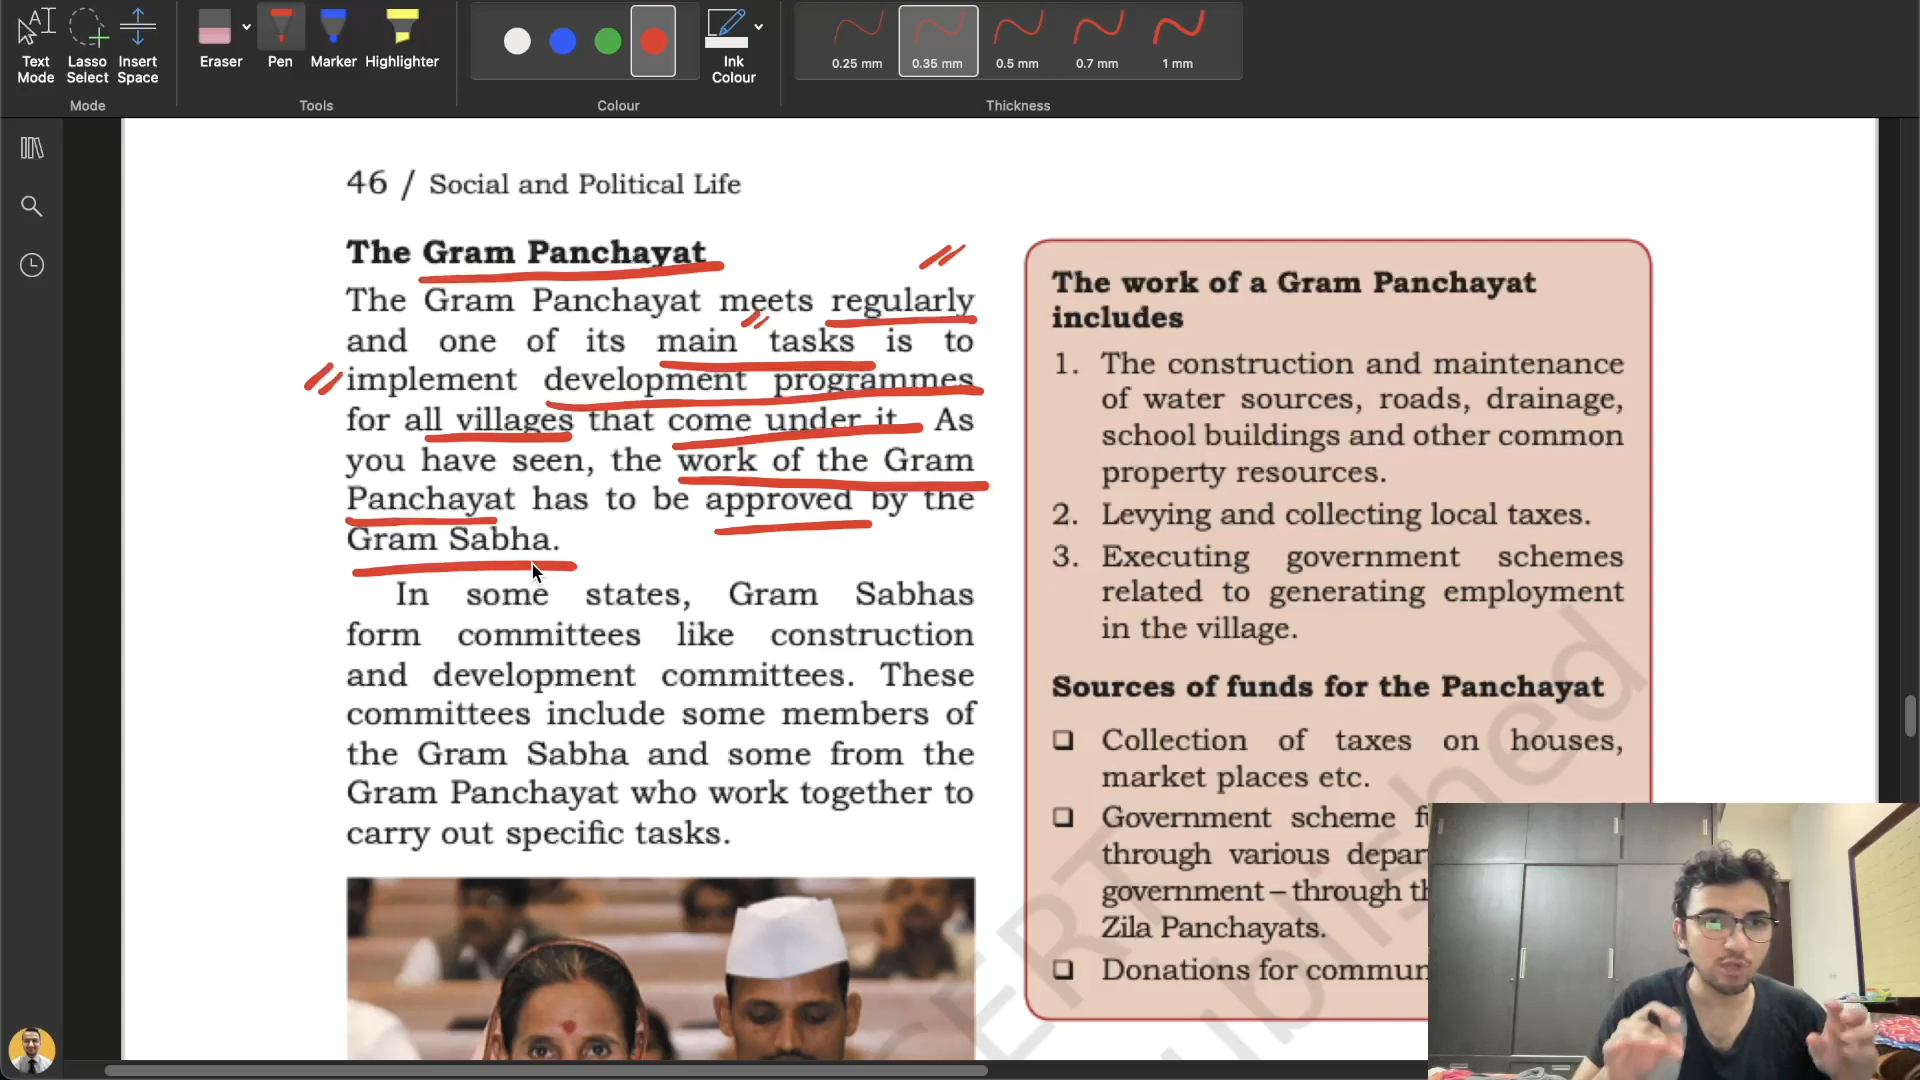 Text Mode
Lasso Select
Insert Space
Mode
Eraser
Pen
Marker
Highlighter
Tools
Colour
Ink Colour
0.25 mm
0.35 mm
0.5 mm
0.7 mm
1 mm
Thickness
46 / Social and Political Life
The Gram Panchayat
The Gram Panchayat meets regularly
and one of its main tasks is to
implement development programmes
for all villages that come under it. As
you have seen, the work of the Gram
Panchayat has to be approved by the
Gram Sabha.
In some states, Gram Sabhas
form committees like construction
and development committees. These
committees include some members of
the Gram Sabha and some from the
Gram Panchayat who work together to
carry out specific tasks.
The work of a Gram Panchayat
includes
1. The construction and maintenance
of water sources, roads, drainage,
school buildings and other common
property resources.
2. Levying and collecting local taxes.
3. Executing government schemes
related to generating employment
in the village.
Sources of funds for the Panchayat
Collection of taxes on houses,
market places etc.
Government scheme
through various
government – through
Zila Panchayats.
Donations for